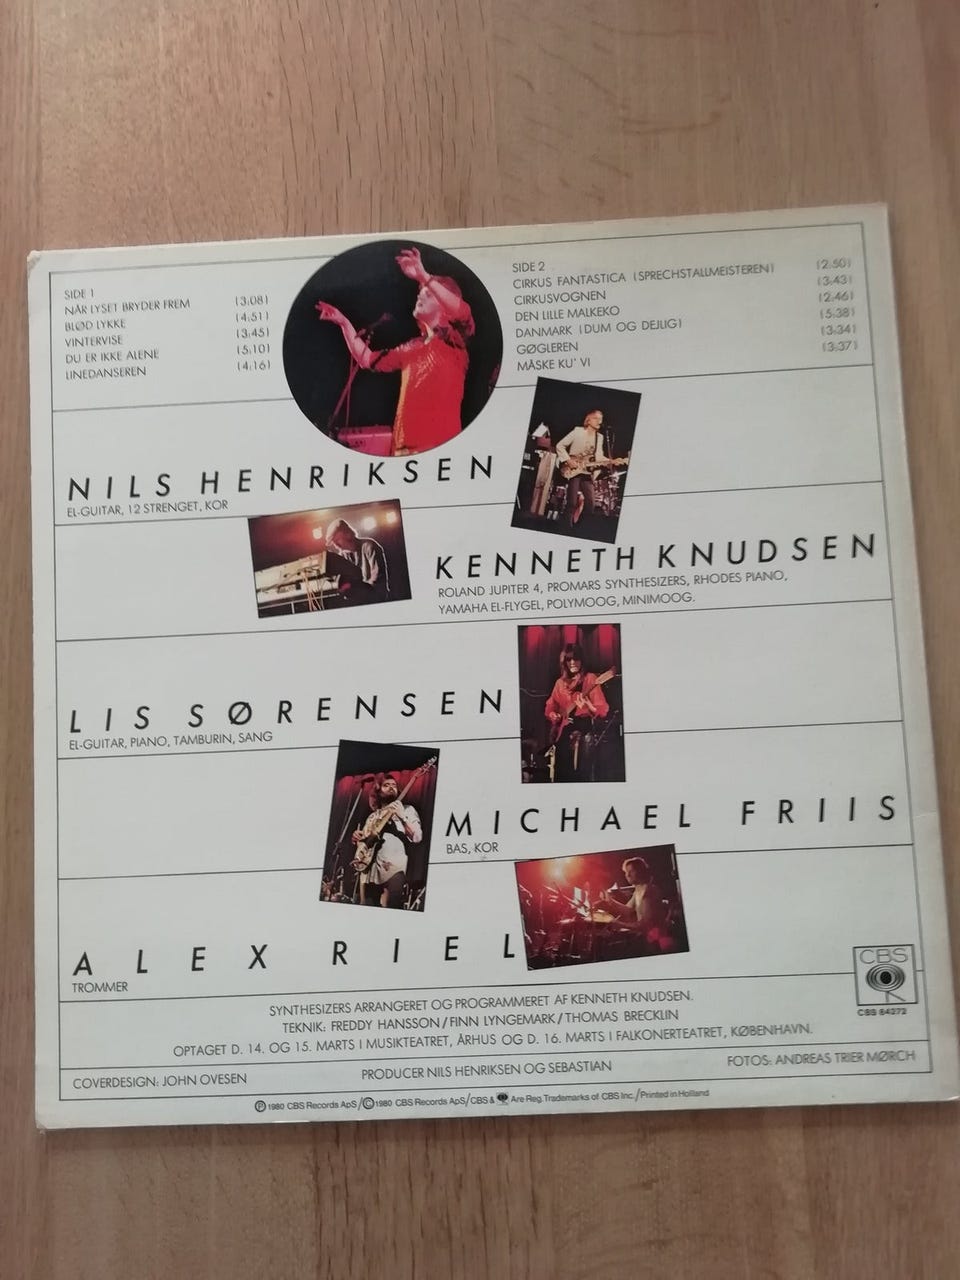 SIDE 1
NÅR LYSET BRYDER FREM (3:08)
BLØD LYKKE (4:51)
VINTERVISE (3:45)
DU ER IKKE ALENE (5:10)
LINEDANSEREN (4:16)
SIDE 2
CIRKUS FANTASTICA (SPRECHSTALLMEISTEREN) (2:50)
CIRKUSVOGNEN (3:43)
DEN LILLE MALKEKO (2:46)
DANMARK (DUM OG DEJLIG) (5:38)
GØGLEREN (3:34)
MÅSKE KU' VI (3:37)
NILS HENRIKSEN
EL-GUITAR, 12 STRENGET, KOR
KENNETH KNUDSEN
ROLAND JUPITER 4, PROMARS SYNTHESIZERS, RHODES PIANO,
YAMAHA EL-FLYGEL, POLYMOOG, MINIMOOG.
LIS SØRENSEN
EL-GUITAR, PIANO, TAMBURIN, SANG
MICHAEL FRIIS
BAS, KOR
ALEX RIEL
TROMMER
CBS
CBS 84272
SYNTHESIZERS ARRANGERET OG PROGRAMMERET AF KENNETH KNUDSEN.
TEKNIK: FREDDY HANSSON/FINN LYNGEMARK/THOMAS BRECKLIN
OPTAGET D. 14. OG 15. MARTS I MUSIKTEATRET, ÅRHUS OG D. 16. MARTS I FALKONERTEATRET, KØBENHAVN.
COVERDESIGN: JOHN OVESEN PRODUCER NILS HENRIKSEN OG SEBASTIAN FOTOS: ANDREAS TRIER MØRCH
Ⓟ 1980 CBS Records ApS/Ⓒ 1980 CBS Records ApS/CBS & Are Reg. Trademarks of CBS Inc./Printed in Holland